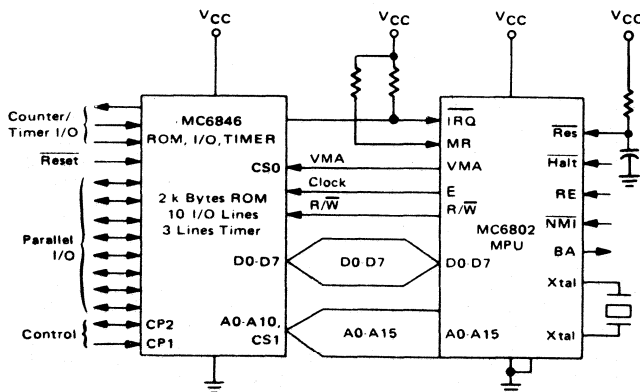 VCC
VCC
VCC
VCC
Counter/
Timer I/O
Reset
Parallel
I/O
Control
MC6846
ROM, I/O, TIMER
CS0
2 k Bytes ROM
10 I/O Lines
3 Lines Timer
D0-D7
A0-A10,
CS1
CP2
CP1
VMA
Clock
R/W
D0-D7
A0-A15
IRQ
MR
VMA
E
R/W
MC6802
MPU
D0-D7
A0-A15
Res
Halt
RE
NMI
BA
Xtal
Xtal